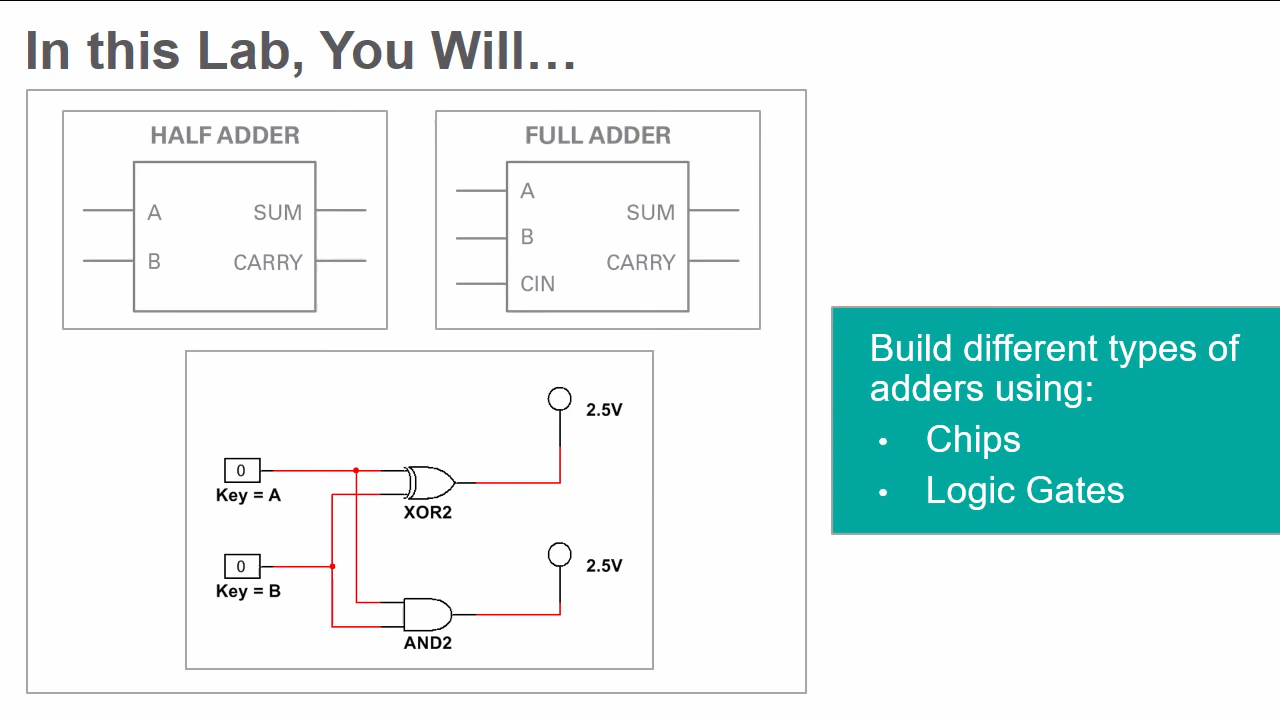 In this Lab, You Will…
HALF ADDER
A
SUM
B
CARRY
FULL ADDER
A
SUM
B
CARRY
CIN
2.5V
0
Key = A
XOR2
0
2.5V
Key = B
AND2
Build different types of
adders using:
• Chips
• Logic Gates